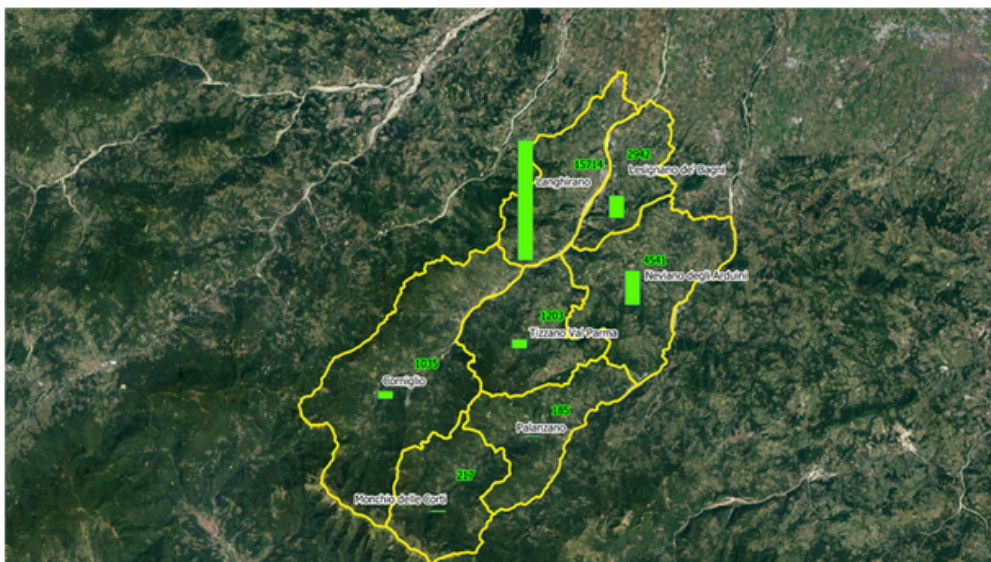 15714
2942
Lesignano de' Bagni
Langhirano
4541
Neviano degli Arduini
1203
Tizzano Val Parma
1035
Corniglio
185
Palanzano
217
Monchio delle Corti